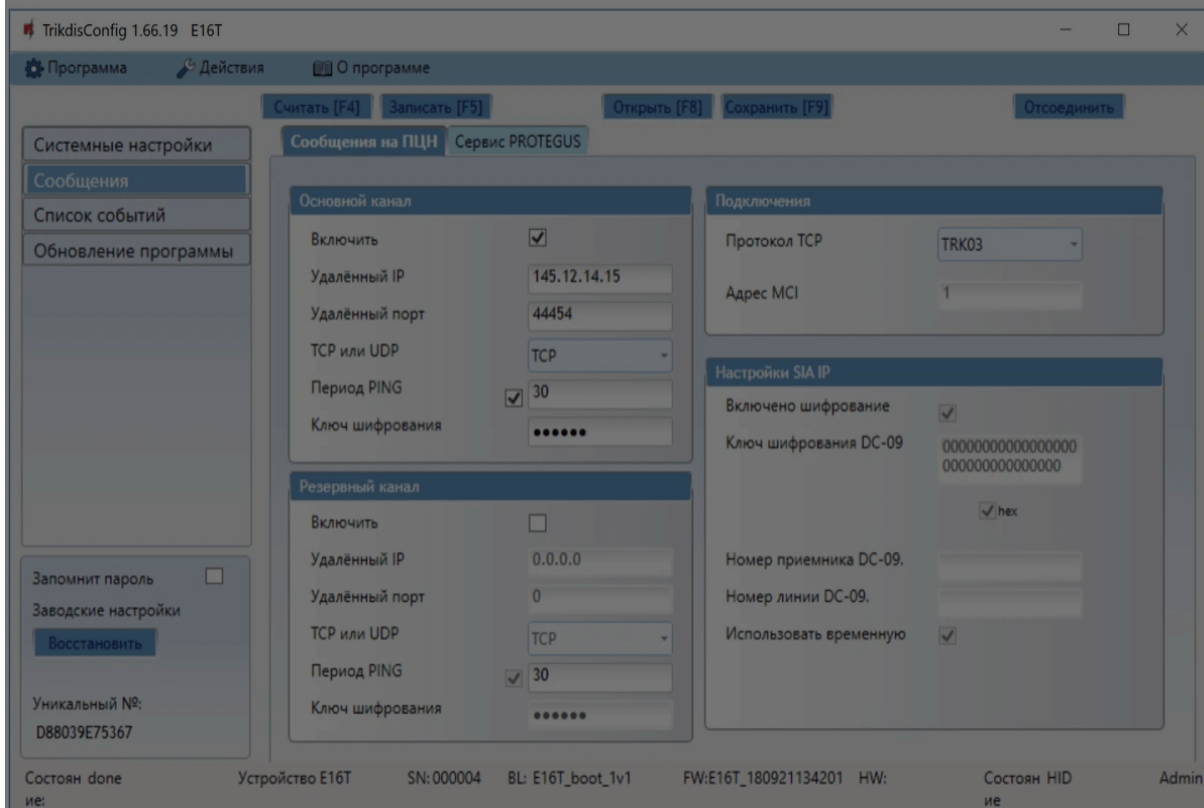 TrikdisConfig 1.66.19 E16T
Программа Действия О программе
Считать [F4] Записать [F5] Открыть [F8] Сохранить [F9] Отсоединить
Системные настройки
Сообщения
Список событий
Обновление программы
Запомнит пароль
Заводские настройки
Восстановить
Уникальный №:
D88039E75367
Сообщения на ПЦН Сервис PROTEGUS
Основной канал
Включить
Удалённый IP 145.12.14.15
Удалённый порт 44454
TCP или UDP TCP
Период PING 30
Ключ шифрования ●●●●●●
Резервный канал
Включить
Удалённый IP 0.0.0.0
Удалённый порт 0
TCP или UDP TCP
Период PING 30
Ключ шифрования ●●●●●●
Подключения
Протокол TCP TRK03
Адрес MCI 1
Настройки SIA IP
Включено шифрование
Ключ шифрования DC-09 00000000000000000
000000000000000
hex
Номер приемника DC-09.
Номер линии DC-09.
Использовать временную
Состоян done Устройство E16T SN: 000004 BL: E16T_boot_1v1 FW:E16T_180921134201 HW: Состоян HID Admin
ие: ие